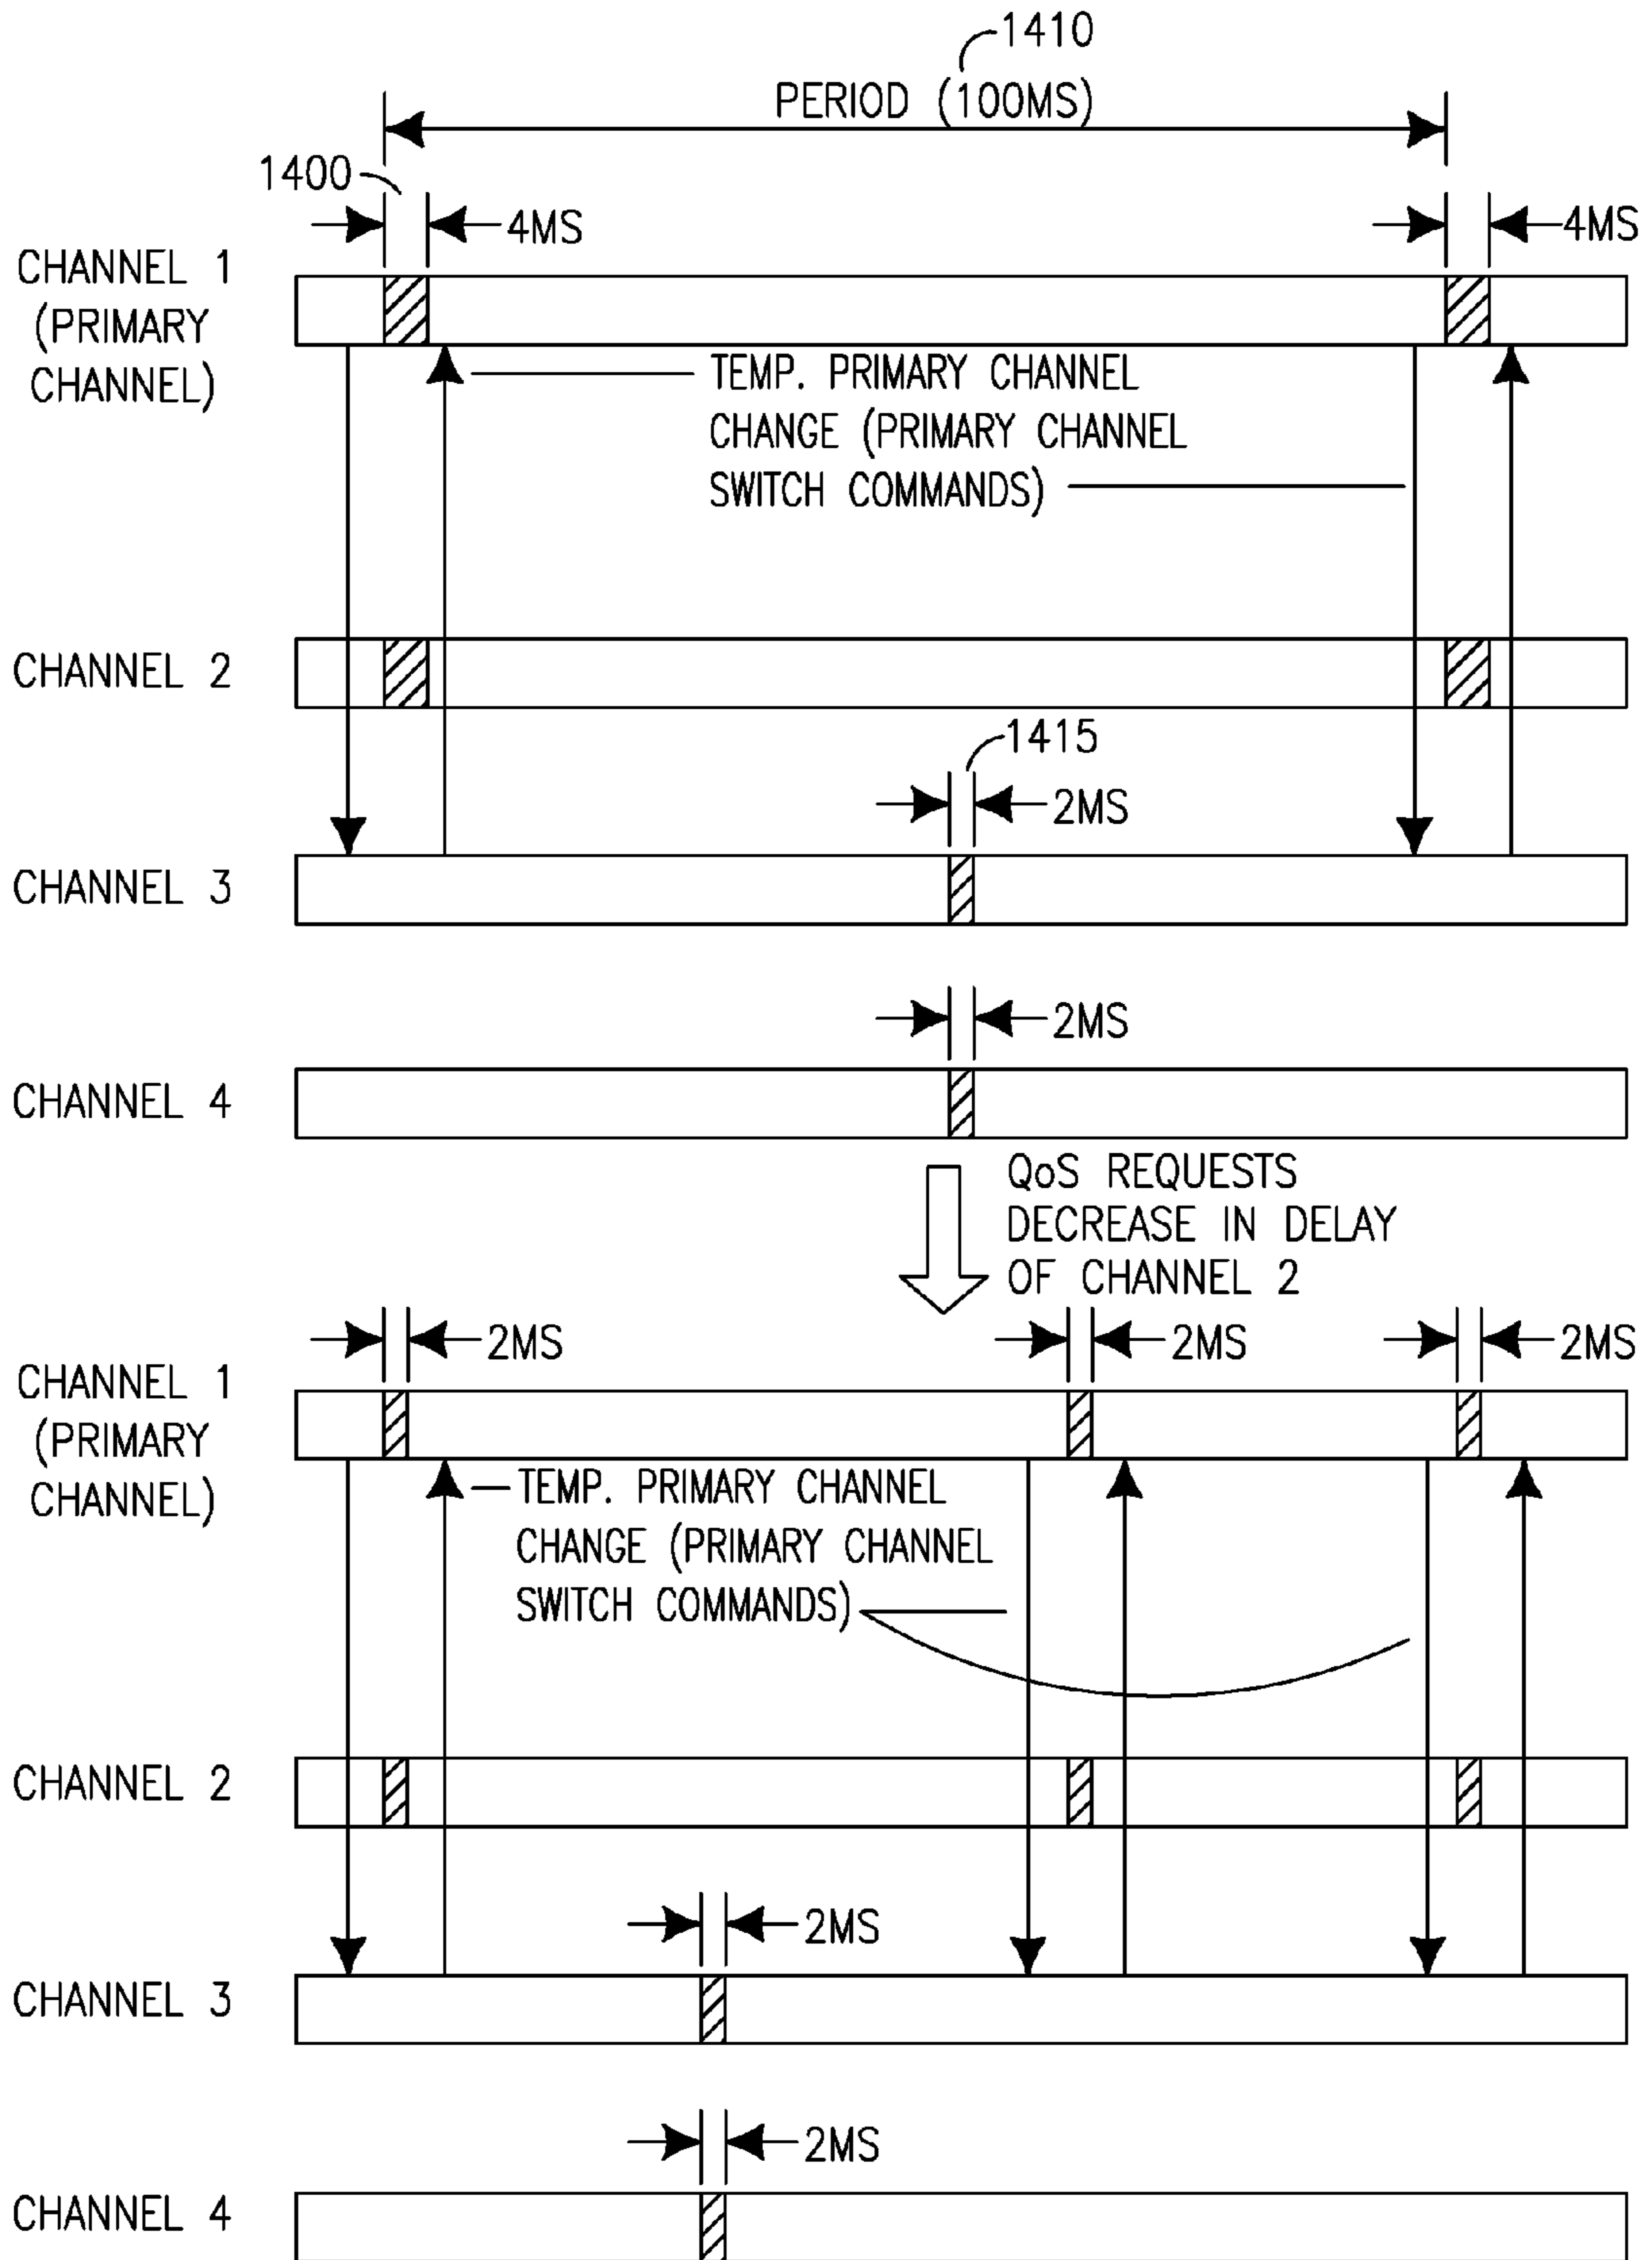 1410
PERIOD (100MS)
1400
4MS
4MS
CHANNEL 1
(PRIMARY
CHANNEL)
TEMP. PRIMARY CHANNEL
CHANGE (PRIMARY CHANNEL
SWITCH COMMANDS)
CHANNEL 2
1415
2MS
CHANNEL 3
2MS
CHANNEL 4
QoS REQUESTS
DECREASE IN DELAY
OF CHANNEL 2
2MS
2MS
2MS
CHANNEL 1
(PRIMARY
CHANNEL)
TEMP. PRIMARY CHANNEL
CHANGE (PRIMARY CHANNEL
SWITCH COMMANDS)
CHANNEL 2
2MS
CHANNEL 3
2MS
CHANNEL 4